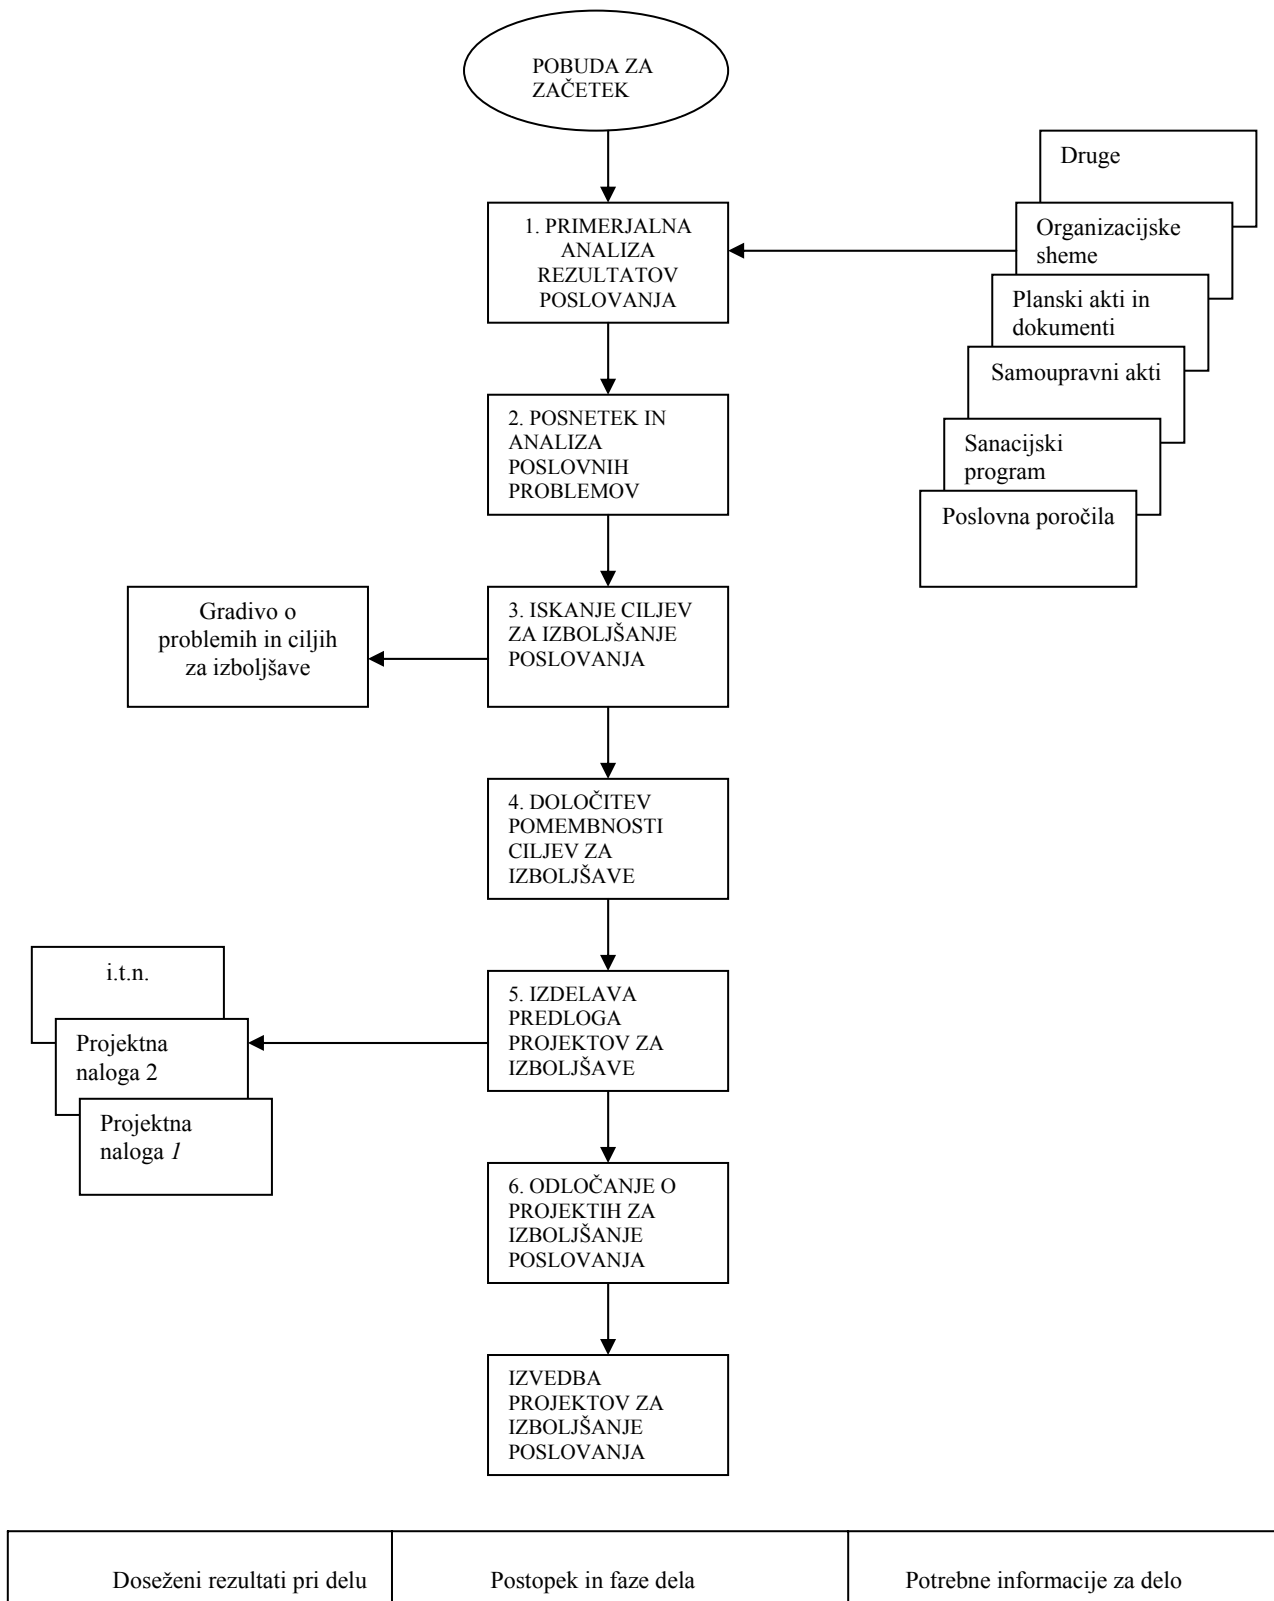 POBUDA ZA
ZAČETEK
Druge
1. PRIMERJALNA
ANALIZA
REZULTATOV
POSLOVANJA
Organizacijske
sheme
Planski akti in
dokumenti
Samoupravni akti
Sanacijski
program
Poslovna poročila
2. POSNETEK IN
ANALIZA
POSLOVNIH
PROBLEMOV
Gradivo o
problemih in ciljih
za izboljšave
3. ISKANJE CILJEV
ZA IZBOLJŠANJE
POSLOVANJA
4. DOLOČITEV
POMEMBNOSTI
CILJEV ZA
IZBOLJŠAVE
i.t.n.
Projektna
naloga 2
Projektna
naloga 1
5. IZDELAVA
PREDLOGA
PROJEKTOV ZA
IZBOLJŠAVE
6. ODLOČANJE O
PROJEKTIH ZA
IZBOLJŠANJE
POSLOVANJA
IZVEDBA
PROJEKTOV ZA
IZBOLJŠANJE
POSLOVANJA
Doseženi rezultati pri delu
Postopek in faze dela
Potrebne informacije za delo